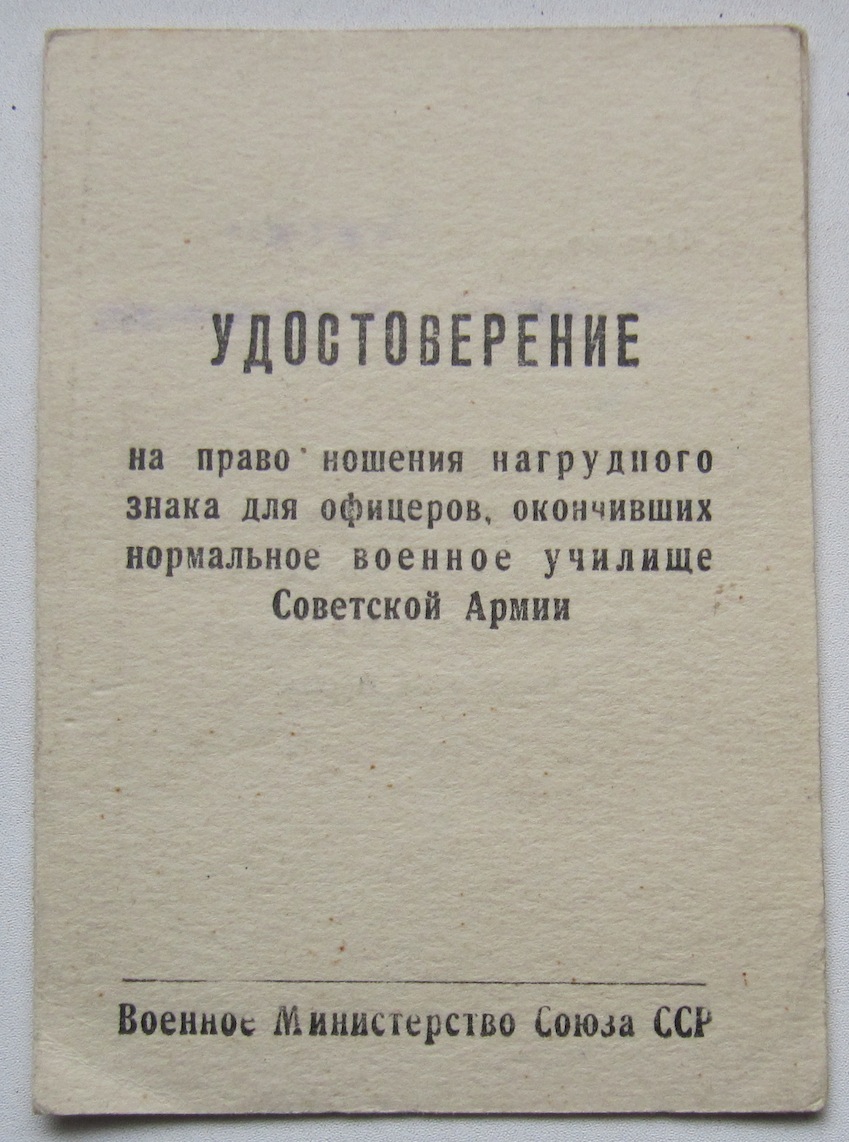 УДОСТОВЕРЕНИЕ
на право ношения нагрудного
знака для офицеров, окончивших
нормальное военное училище
Советской Армии
Военное Министерство Союза ССР